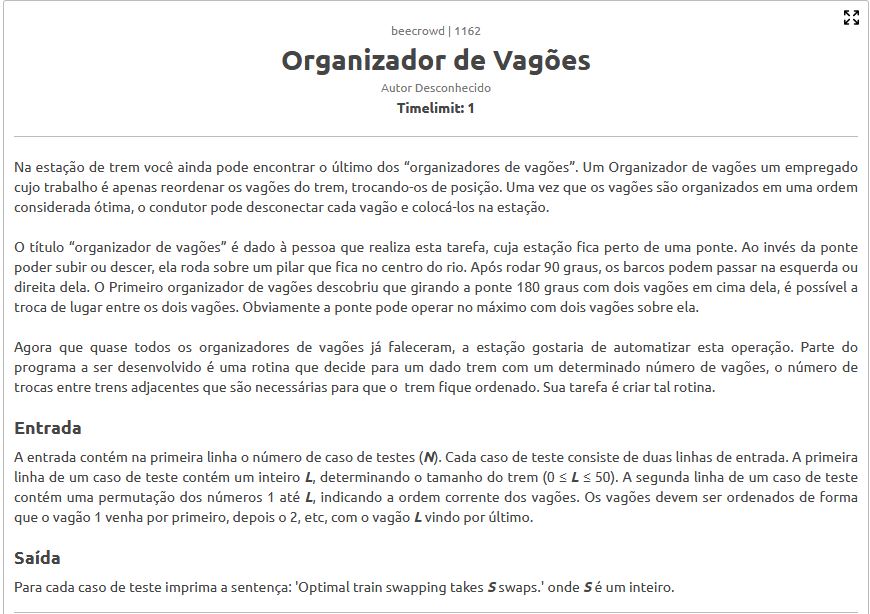 beecrowd | 1162
Organizador de Vagões
Autor Desconhecido
Timelimit: 1
Na estação de trem você ainda pode encontrar o último dos “organizadores de vagões”. Um Organizador de vagões um empregado
cujo trabalho é apenas reordenar os vagões do trem, trocando-os de posição. Uma vez que os vagões são organizados em uma ordem
considerada ótima, o condutor pode desconectar cada vagão e colocá-los na estação.
O título “organizador de vagões” é dado à pessoa que realiza esta tarefa, cuja estação fica perto de uma ponte. Ao invés da ponte
poder subir ou descer, ela roda sobre um pilar que fica no centro do rio. Após rodar 90 graus, os barcos podem passar na esquerda ou
direita dela. O Primeiro organizador de vagões descobriu que girando a ponte 180 graus com dois vagões em cima dela, é possível a
troca de lugar entre os dois vagões. Obviamente a ponte pode operar no máximo com dois vagões sobre ela.
Agora que quase todos os organizadores de vagões já faleceram, a estação gostaria de automatizar esta operação. Parte do
programa a ser desenvolvido é uma rotina que decide para um dado trem com um determinado número de vagões, o número de
trocas entre trens adjacentes que são necessárias para que o trem fique ordenado. Sua tarefa é criar tal rotina.
Entrada
A entrada contém na primeira linha o número de caso de testes (N). Cada caso de teste consiste de duas linhas de entrada. A primeira
linha de um caso de teste contém um inteiro L, determinando o tamanho do trem (0 ≤ L ≤ 50). A segunda linha de um caso de teste
contém uma permutação dos números 1 até L, indicando a ordem corrente dos vagões. Os vagões devem ser ordenados de forma
que o vagão 1 venha por primeiro, depois o 2, etc, com o vagão L vindo por último.
Saída
Para cada caso de teste imprima a sentença: 'Optimal train swapping takes S swaps.' onde S é um inteiro.